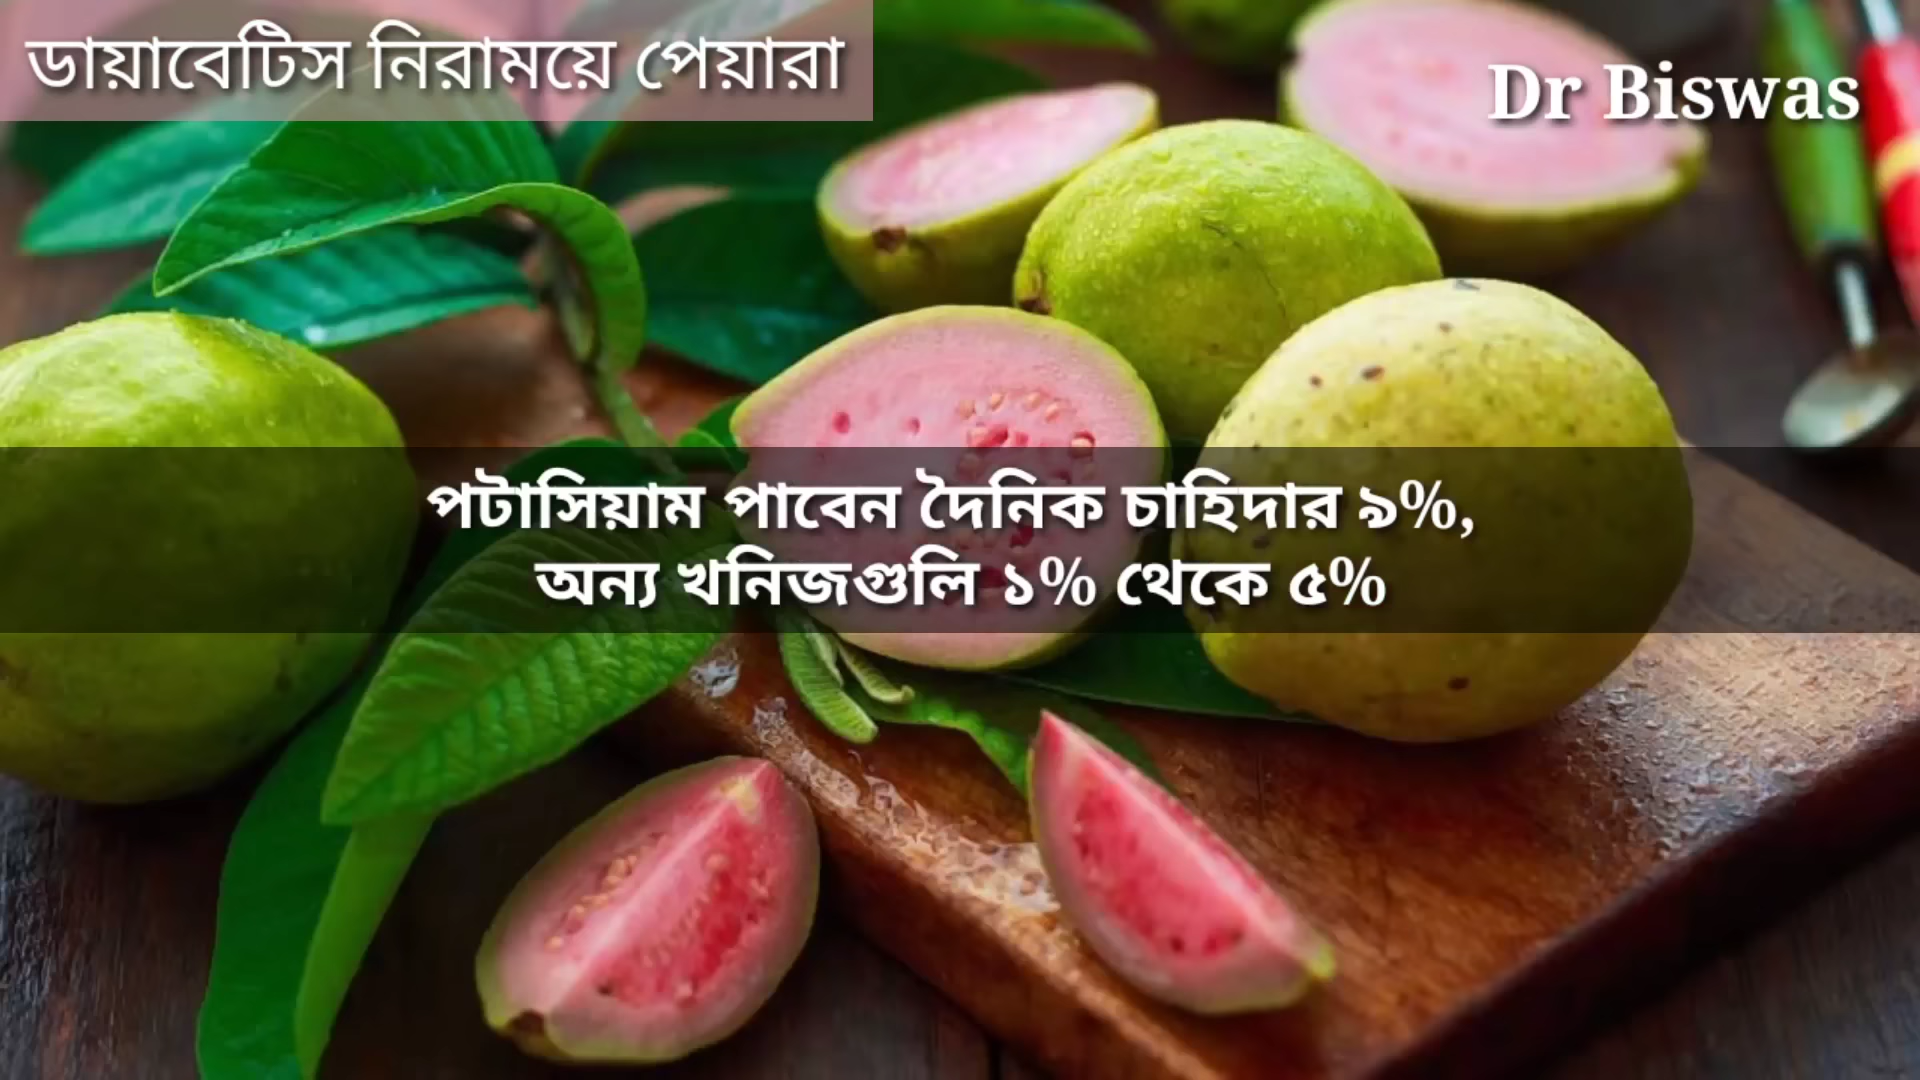 ডায়াবেটিস নিরাময়ে পেয়ারা
Dr Biswas
পটাসিয়াম পাবেন দৈনিক চাহিদার ৯%,
অন্য খনিজগুলি ১% থেকে ৫%